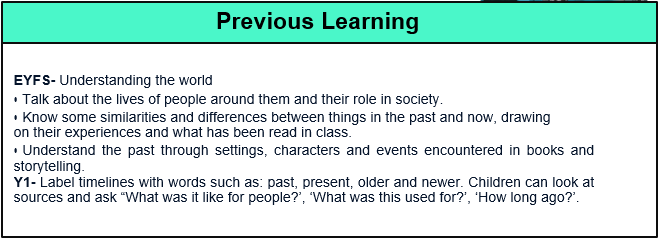 Previous Learning
EYFS- Understanding the world
• Talk about the lives of people around them and their role in society.
• Know some similarities and differences between things in the past and now, drawing
on their experiences and what has been read in class.
• Understand the past through settings, characters and events encountered in books and
storytelling.
Y1- Label timelines with words such as: past, present, older and newer. Children can look at
sources and ask “What was it like for people?’, ‘What was this used for?’, ‘How long ago?’.